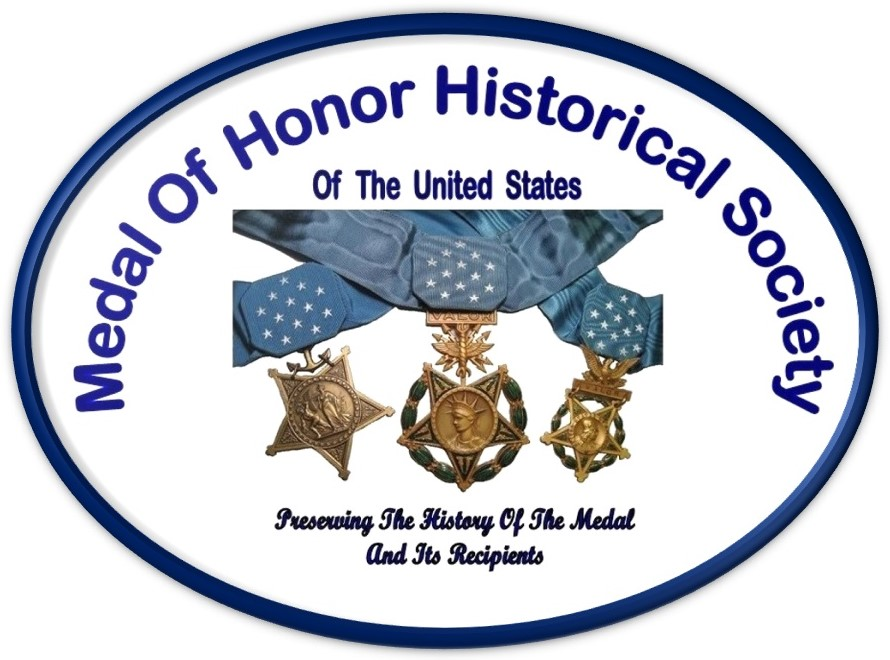 Medal Of Honor Historical Society
Of The United States
VALOR
Preserving The History Of The Medal
And Its Recipients